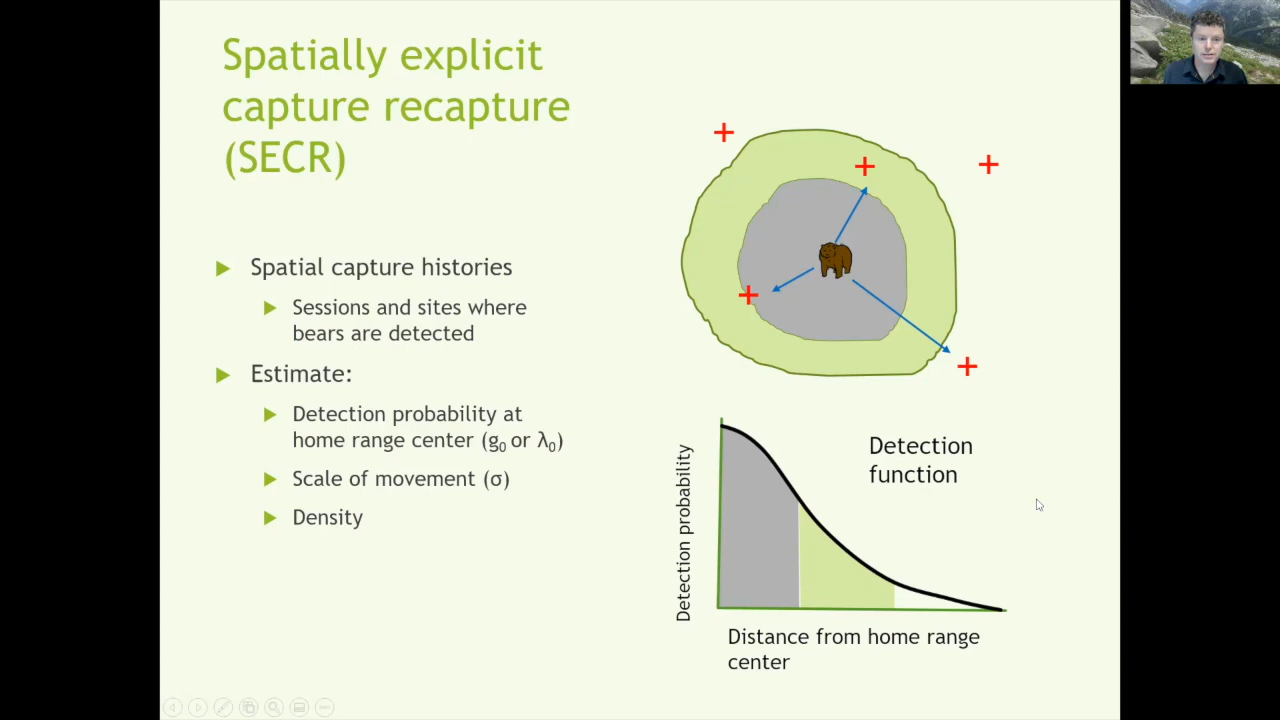 Spatially explicit
capture recapture
(SECR)
Spatial capture histories
Sessions and sites where
bears are detected
Estimate:
Detection probability at
home range center (g₀ or λ₀)
Scale of movement (σ)
Density
Detection probability
Detection
function
Distance from home range
center